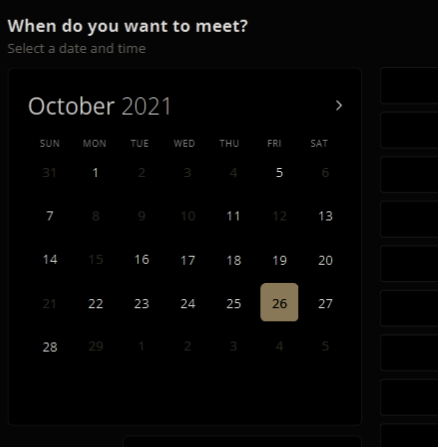 When do you want to meet?
Select a date and time
October 2021
SUN MON TUE WED THU FRI SAT
31 1 2 3 4 5 6
7 8 9 10 11 12 13
14 15 16 17 18 19 20
21 22 23 24 25 26 27
28 29 1 2 3 4 5